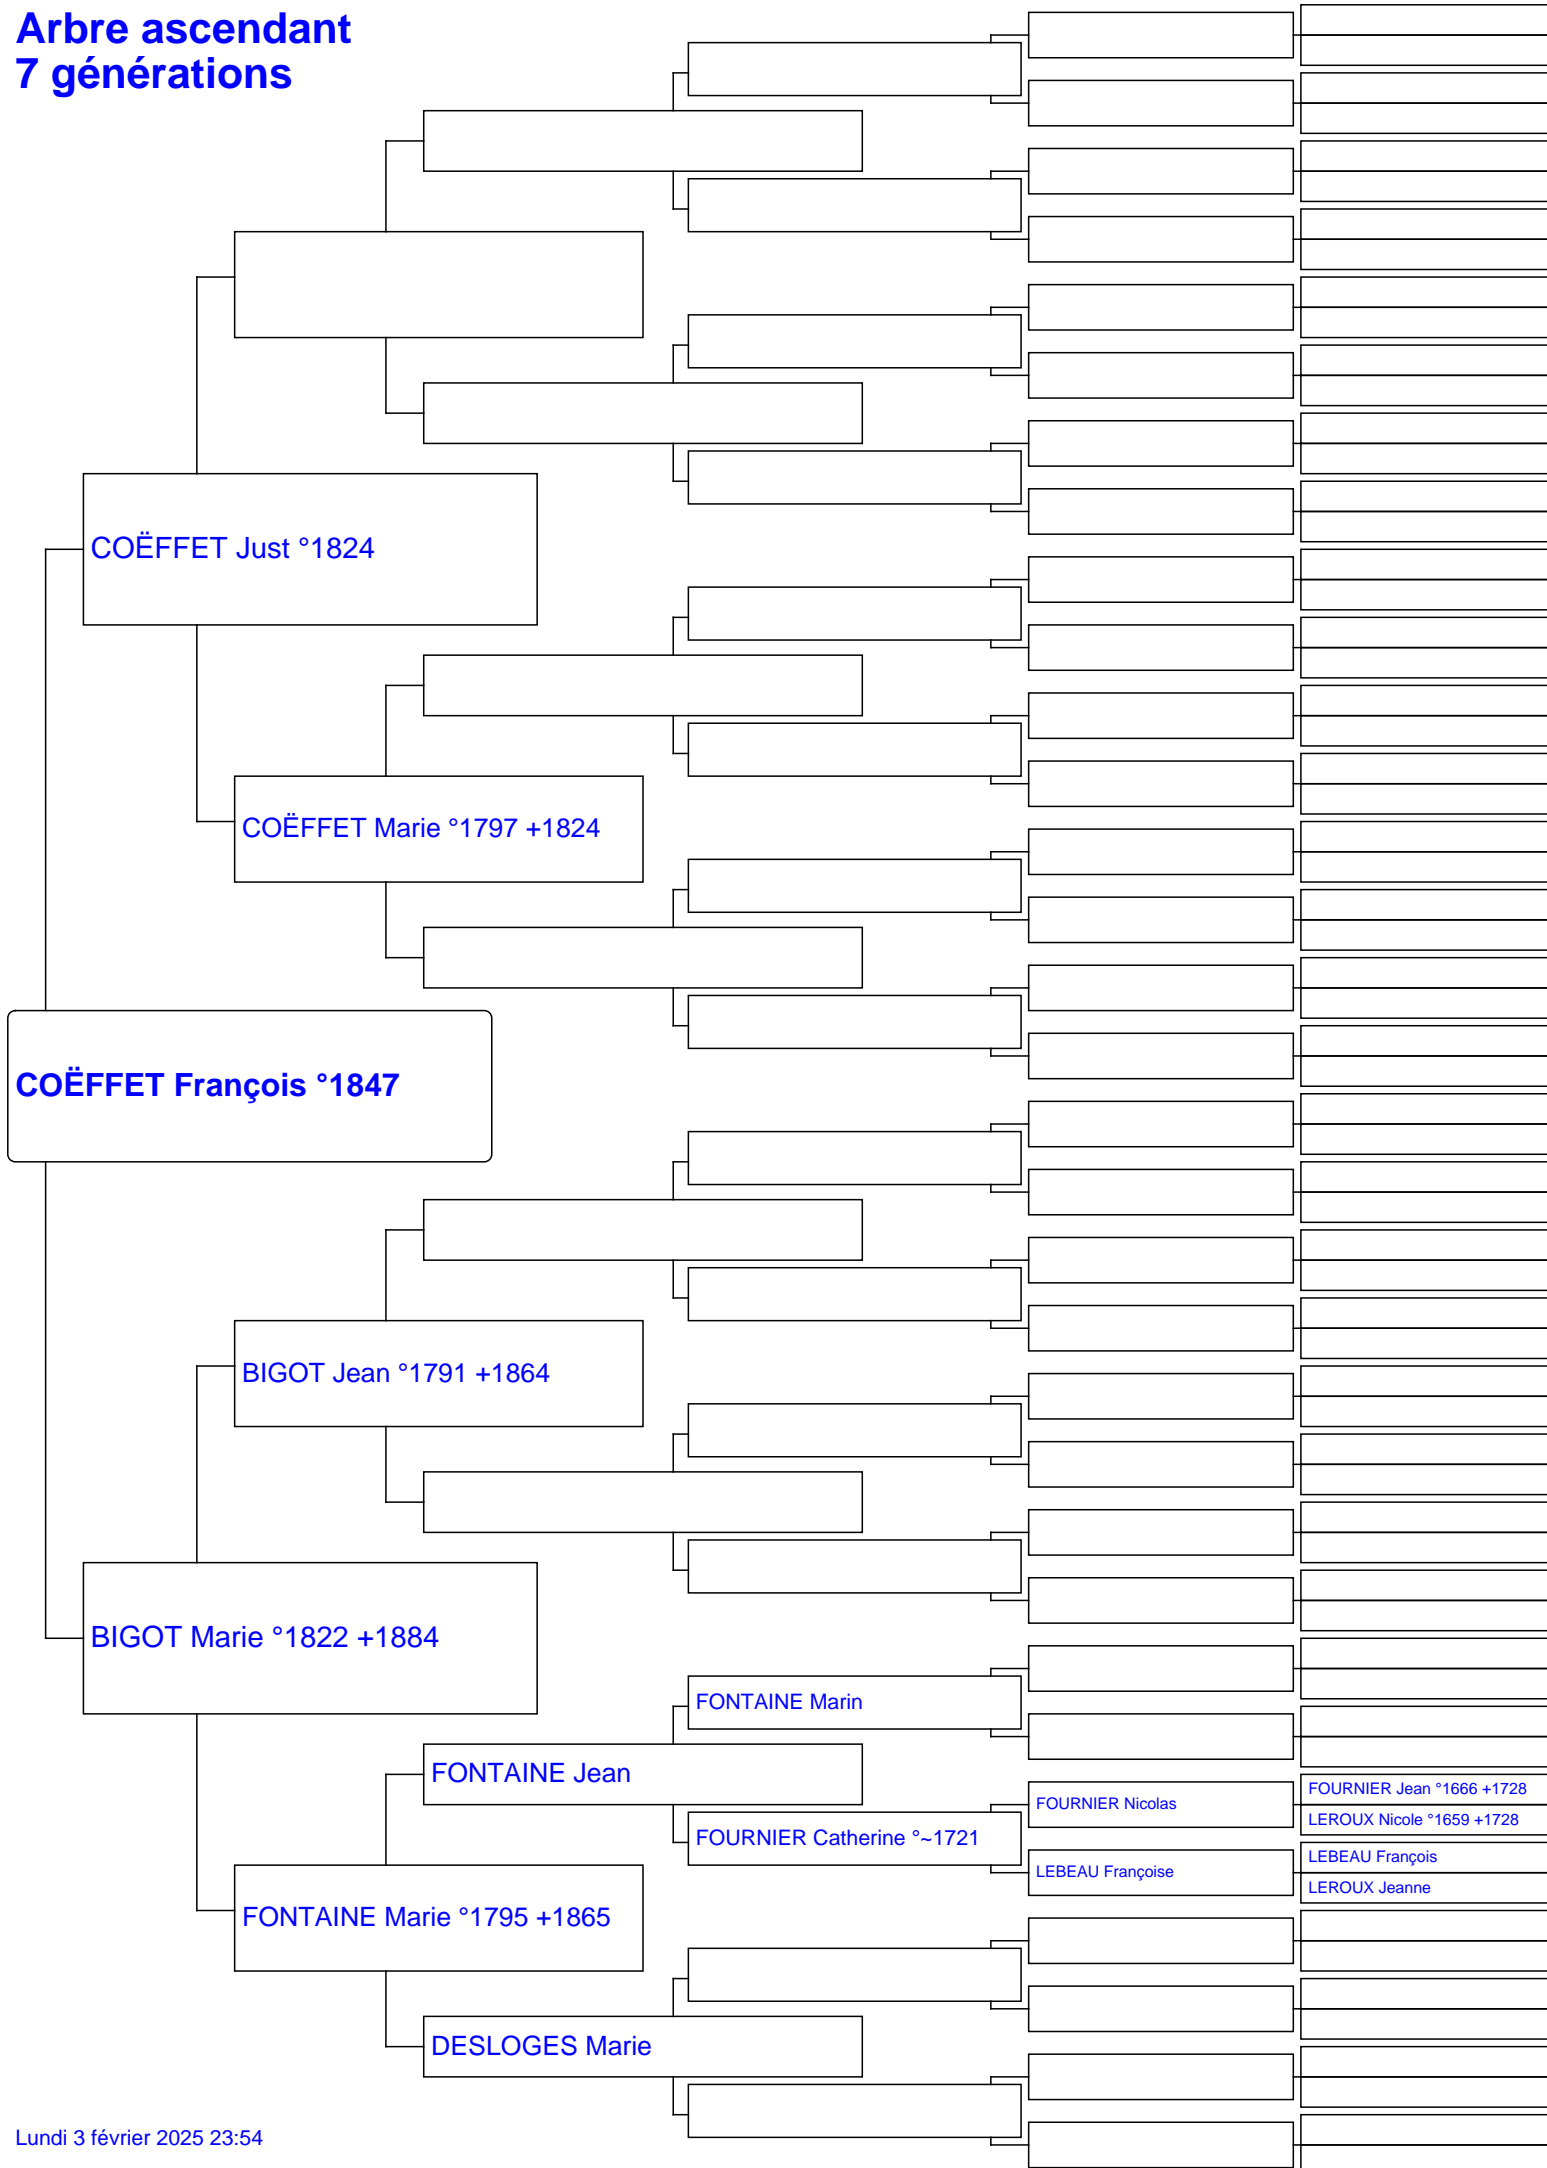 Arbre ascendant
7 générations
COËFFET Just °1824
COËFFET Marie °1797 +1824
COËFFET François °1847
BIGOT Jean °1791 +1864
BIGOT Marie °1822 +1884
FONTAINE Marin
FONTAINE Jean
FOURNIER Jean °1666 +1728
FOURNIER Nicolas
LEROUX Nicole °1659 +1728
FOURNIER Catherine °~1721
LEBEAU François
LEBEAU Françoise
LEROUX Jeanne
FONTAINE Marie °1795 +1865
DESLOGES Marie
Lundi 3 février 2025 23:54